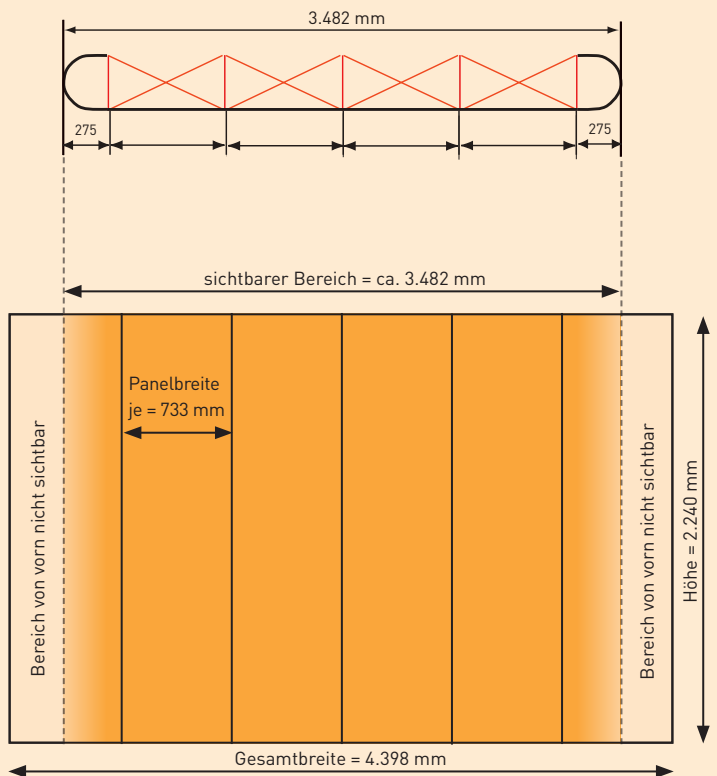 3.482 mm
275
275
sichtbarer Bereich = ca. 3.482 mm
Panelbreite
je = 733 mm
Bereich von vorn nicht sichtbar
Bereich von vorn nicht sichtbar
Höhe = 2.240 mm
Gesamtbreite = 4.398 mm